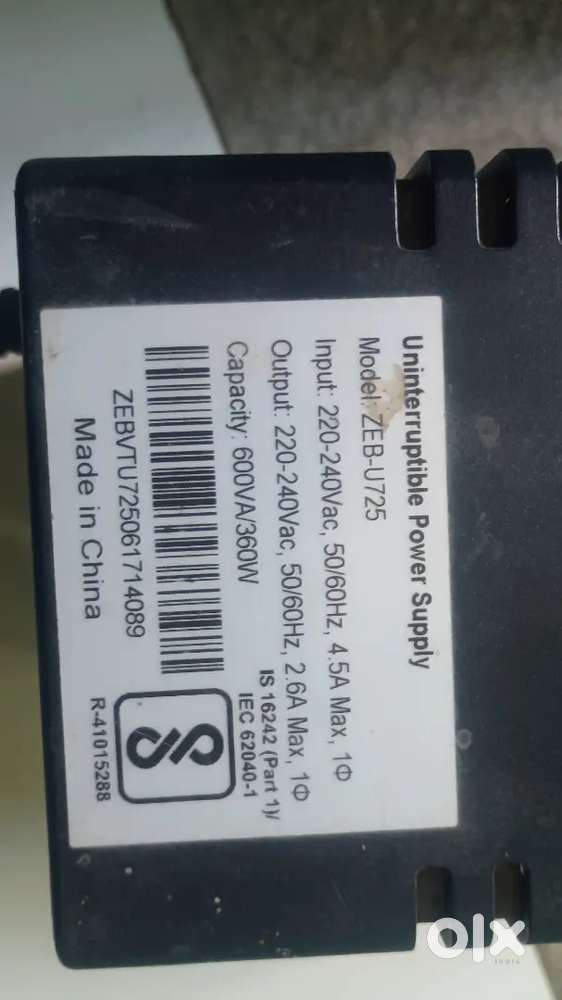 Uninterruptible Power Supply
Model: ZEB-U725
Input: 220-240Vac, 50/60Hz, 4.5A Max, 1Φ
Output: 220-240Vac, 50/60Hz, 2.6A Max, 1Φ
Capacity: 600VA/360W
IS 16242 (Part 1)/
IEC 62040-1
ZEBVTU725061714089
Made in China
R-41015288
olx
INDIA